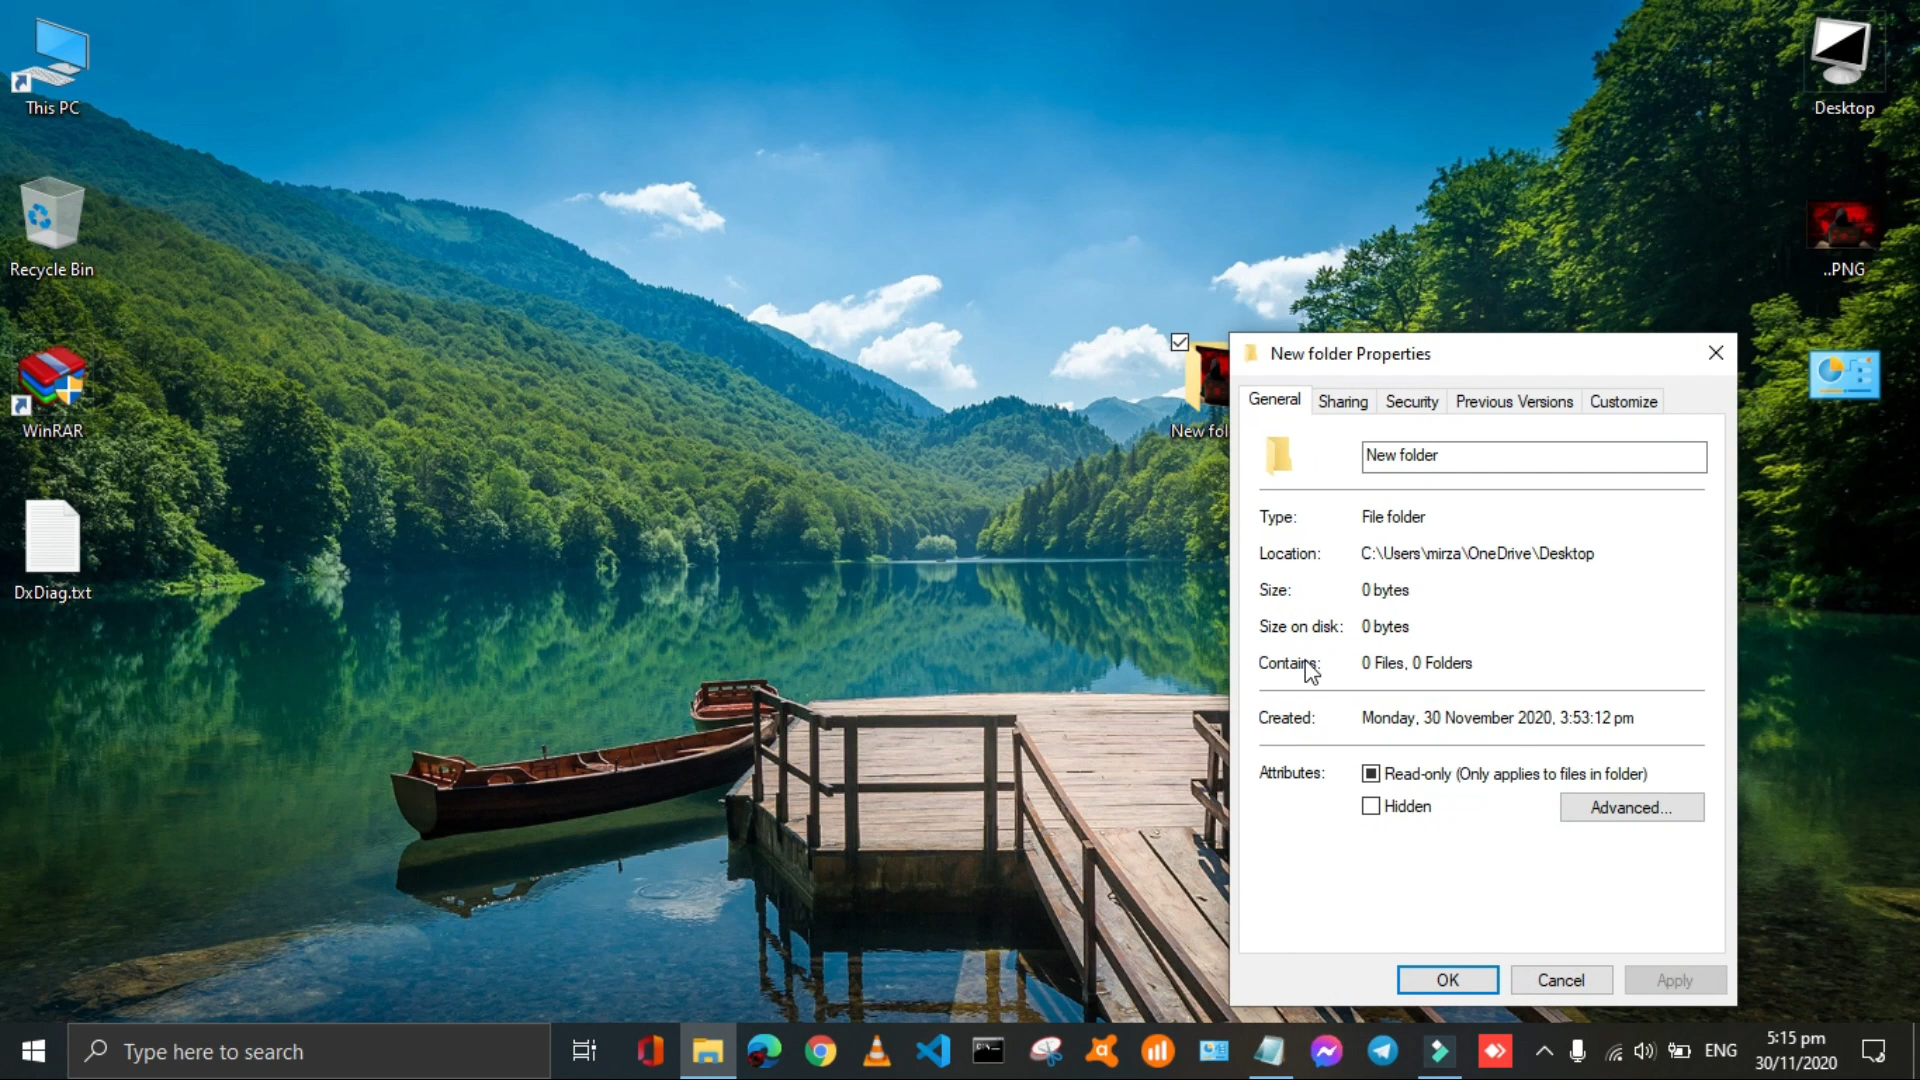 This PC
Recycle Bin
WinRAR
DxDiag.txt
Desktop
..PNG
New fol
New folder Properties
General Sharing Security Previous Versions Customize
New folder
Type: File folder
Location: C:\Users\mirza\OneDrive\Desktop
Size: 0 bytes
Size on disk: 0 bytes
Contains: 0 Files, 0 Folders
Created: Monday, 30 November 2020, 3:53:12 pm
Attributes: Read-only (Only applies to files in folder)
Hidden Advanced...
OK Cancel Apply
Type here to search
ENG
5:15 pm
30/11/2020